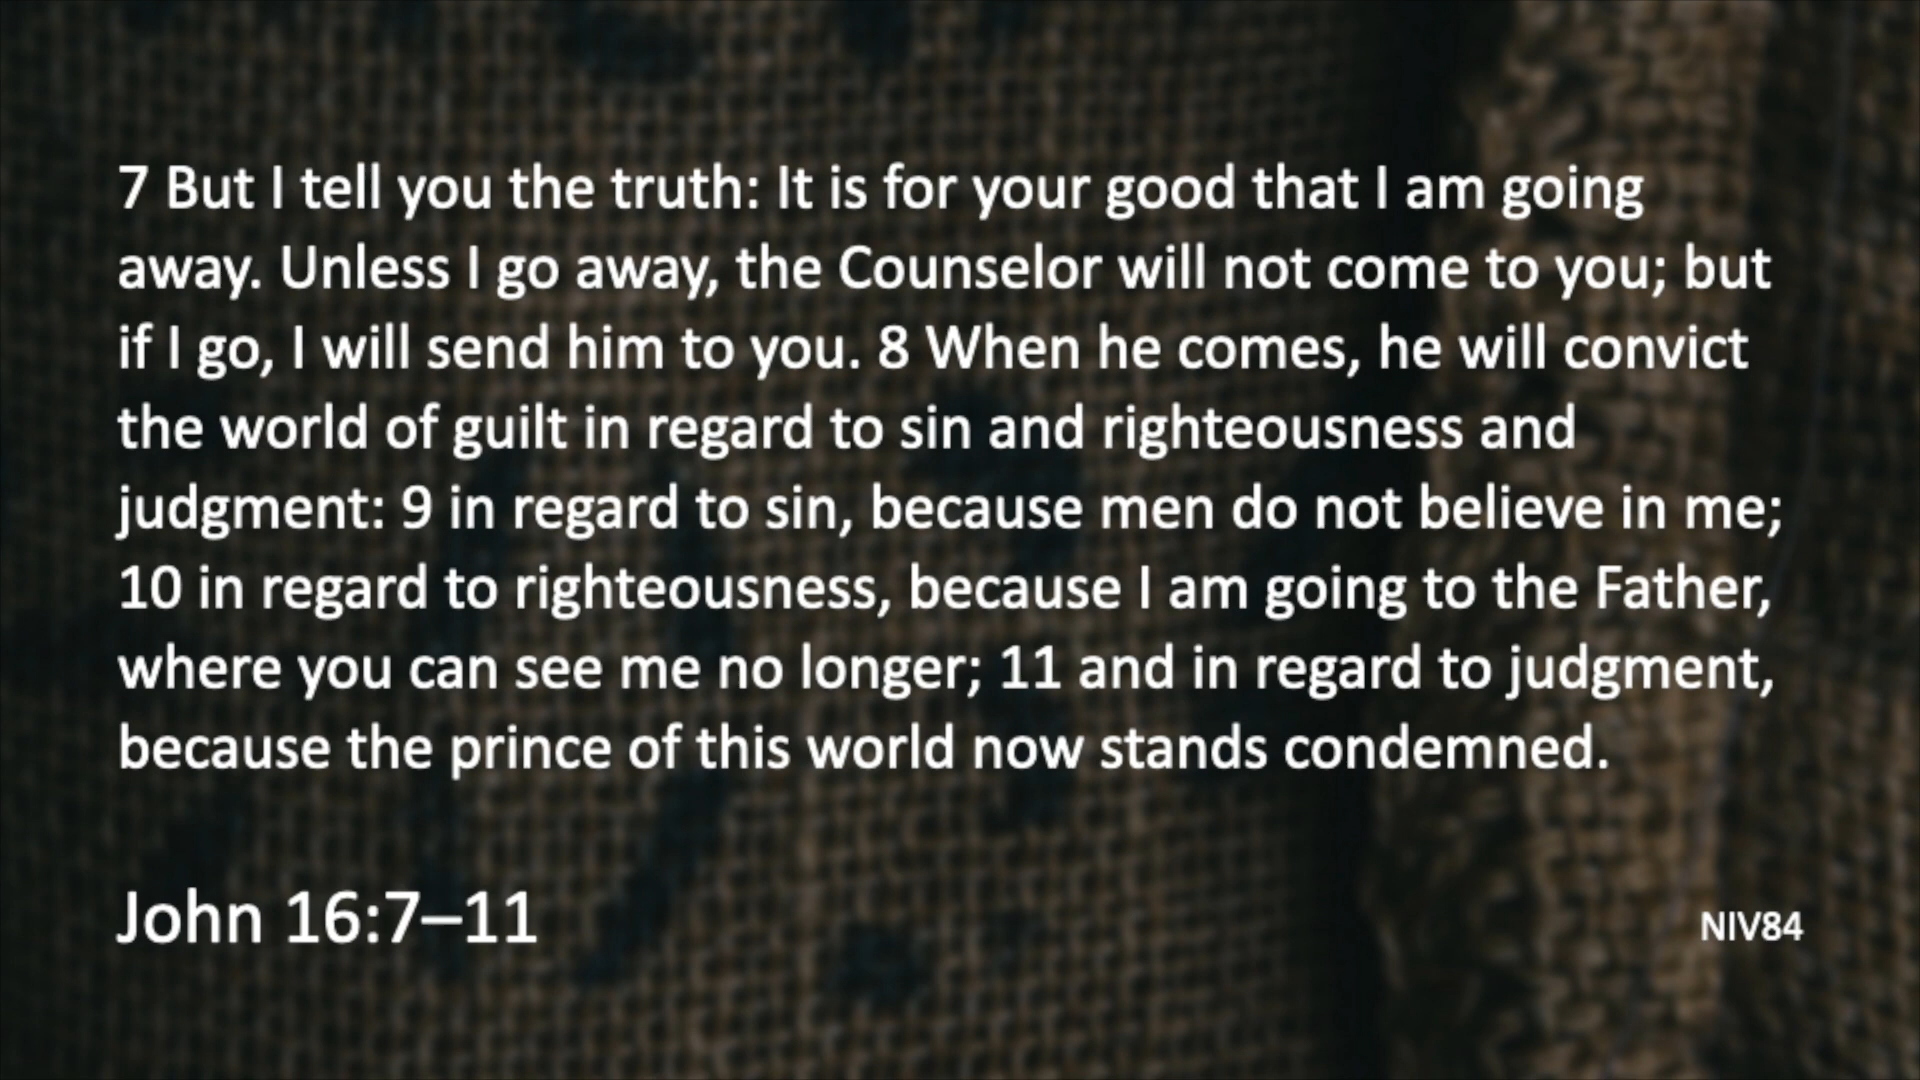 7 But I tell you the truth: It is for your good that I am going
away. Unless I go away, the Counselor will not come to you; but
if I go, I will send him to you. 8 When he comes, he will convict
the world of guilt in regard to sin and righteousness and
judgment: 9 in regard to sin, because men do not believe in me;
10 in regard to righteousness, because I am going to the Father,
where you can see me no longer; 11 and in regard to judgment,
because the prince of this world now stands condemned.
John 16:7–11
NIV84